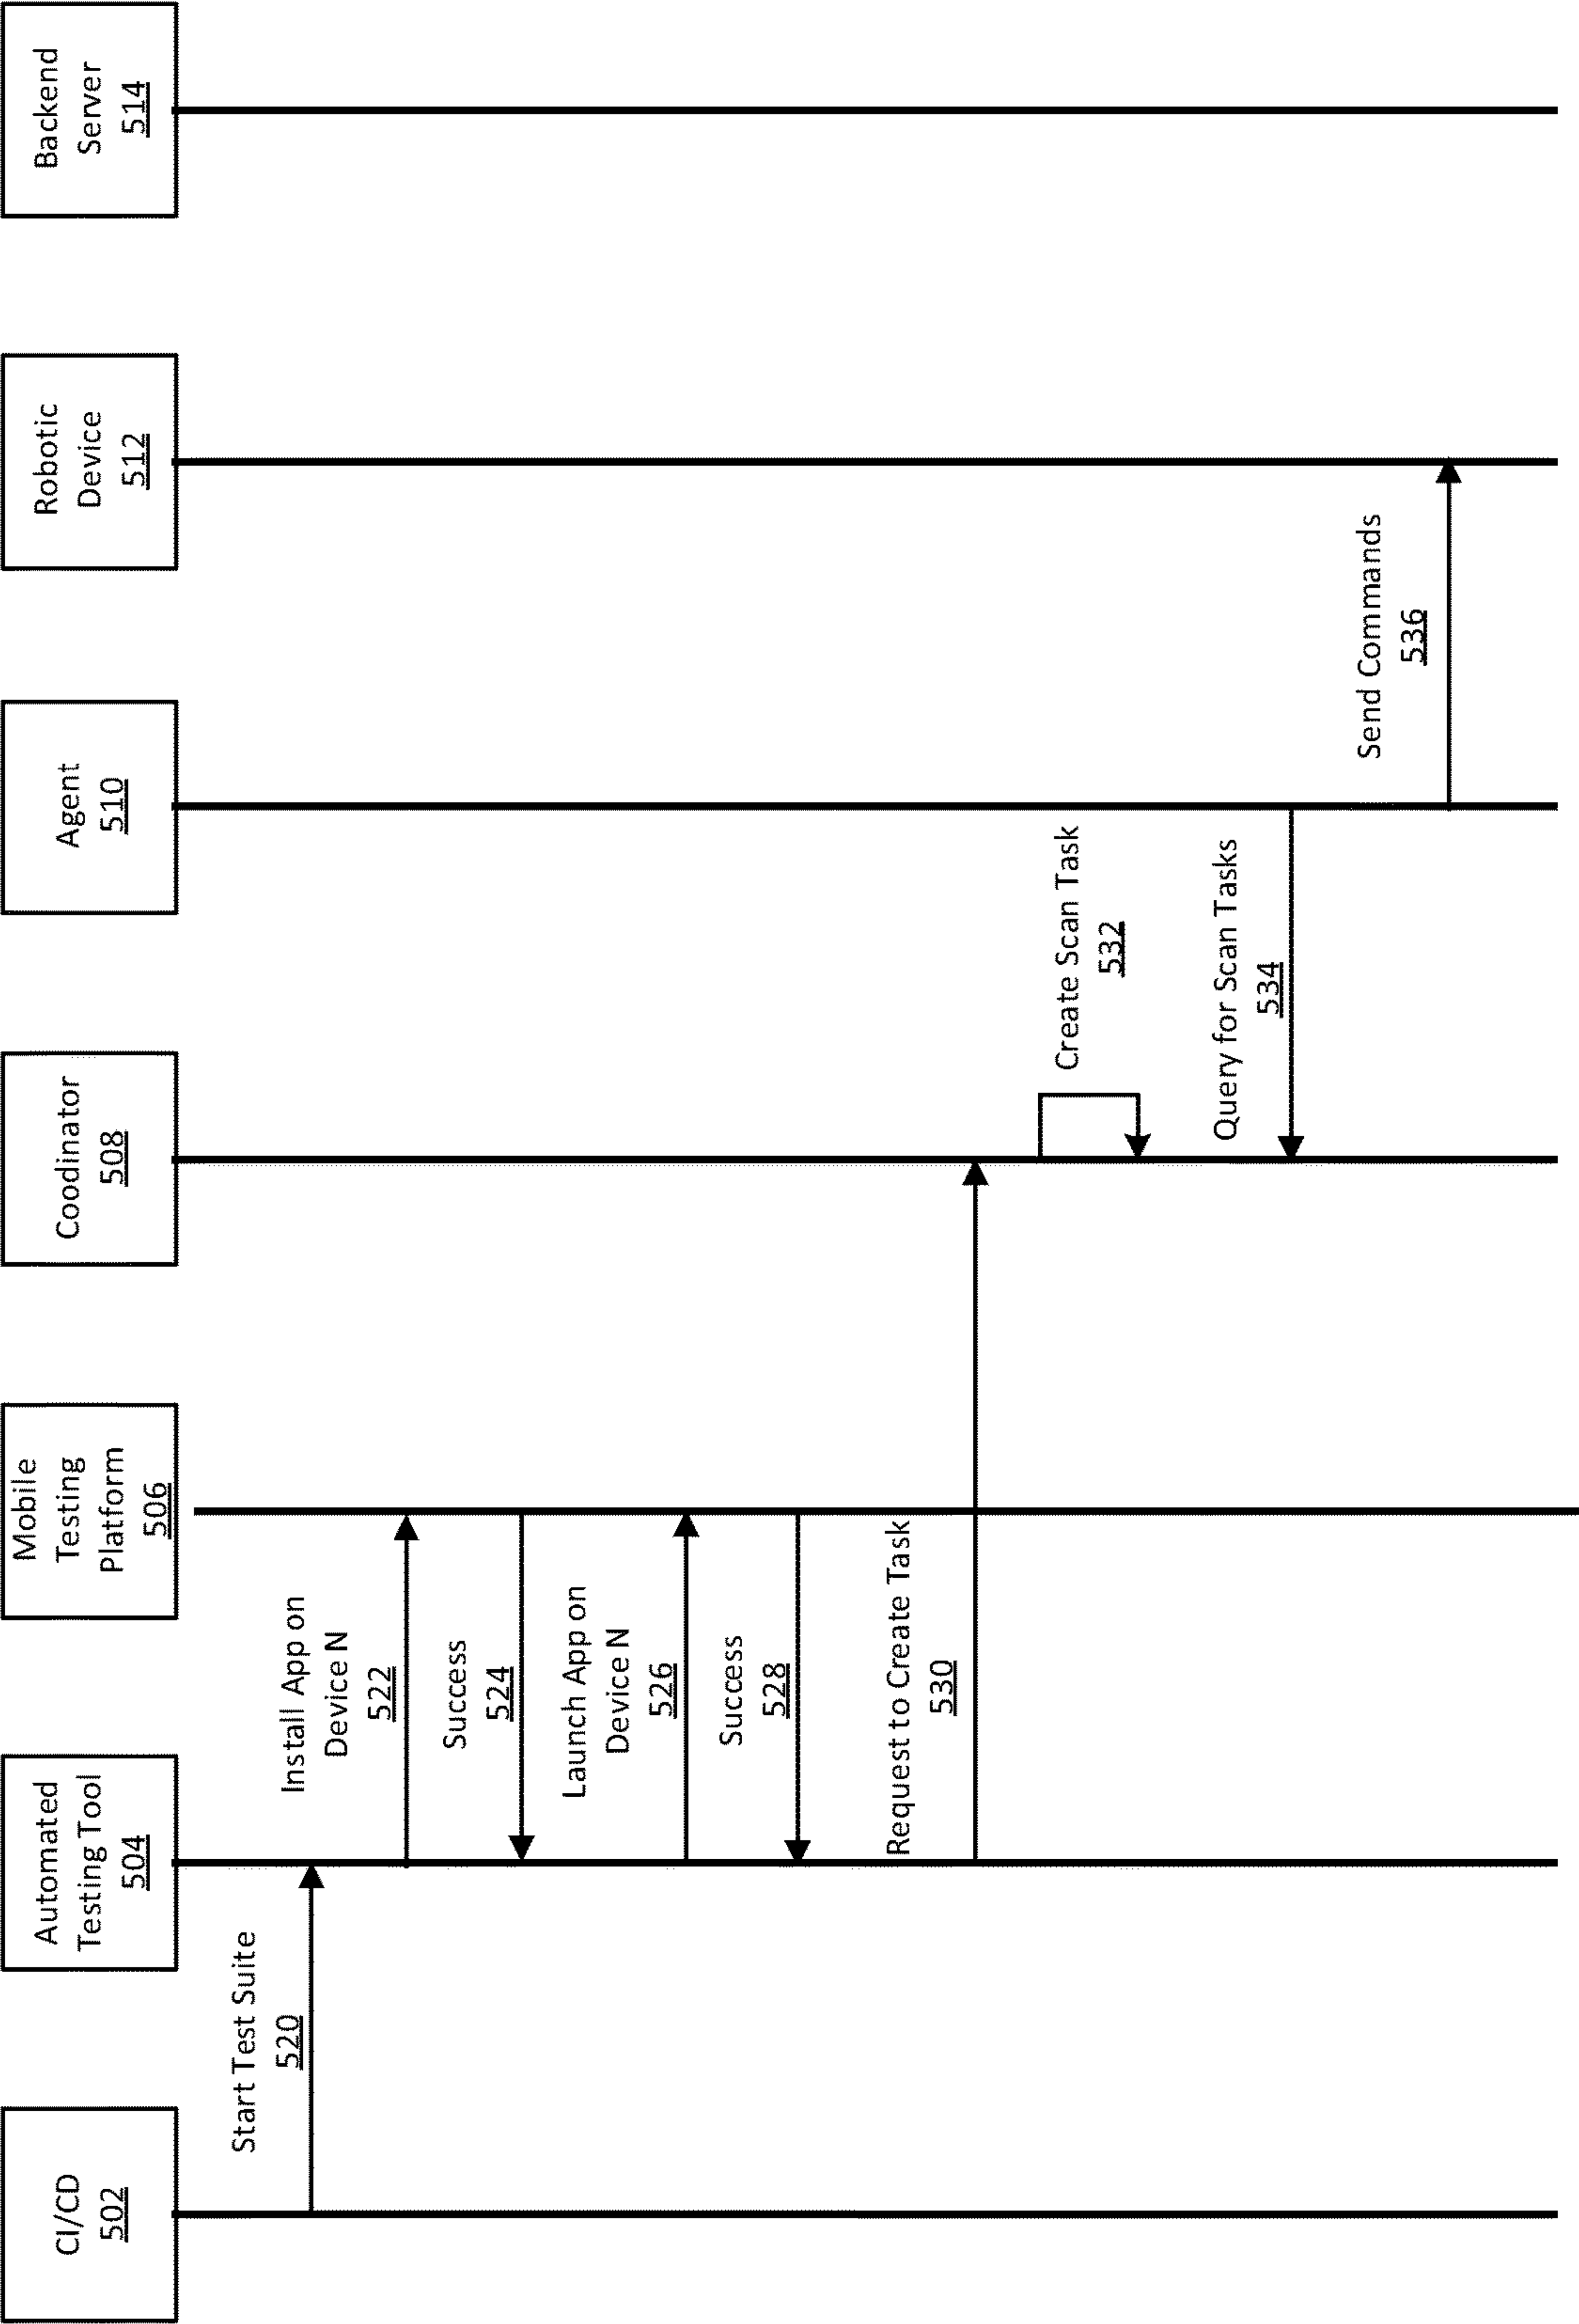 CI/CD
502
Automated
Testing Tool
504
Mobile
Testing
Platform
506
Coodinator
508
Agent
510
Robotic
Device
512
Backend
Server
514
Start Test Suite
520
Install App on
Device N
522
Success
524
Launch App on
Device N
526
Success
528
Request to Create Task
530
Create Scan Task
532
Query for Scan Tasks
534
Send Commands
536